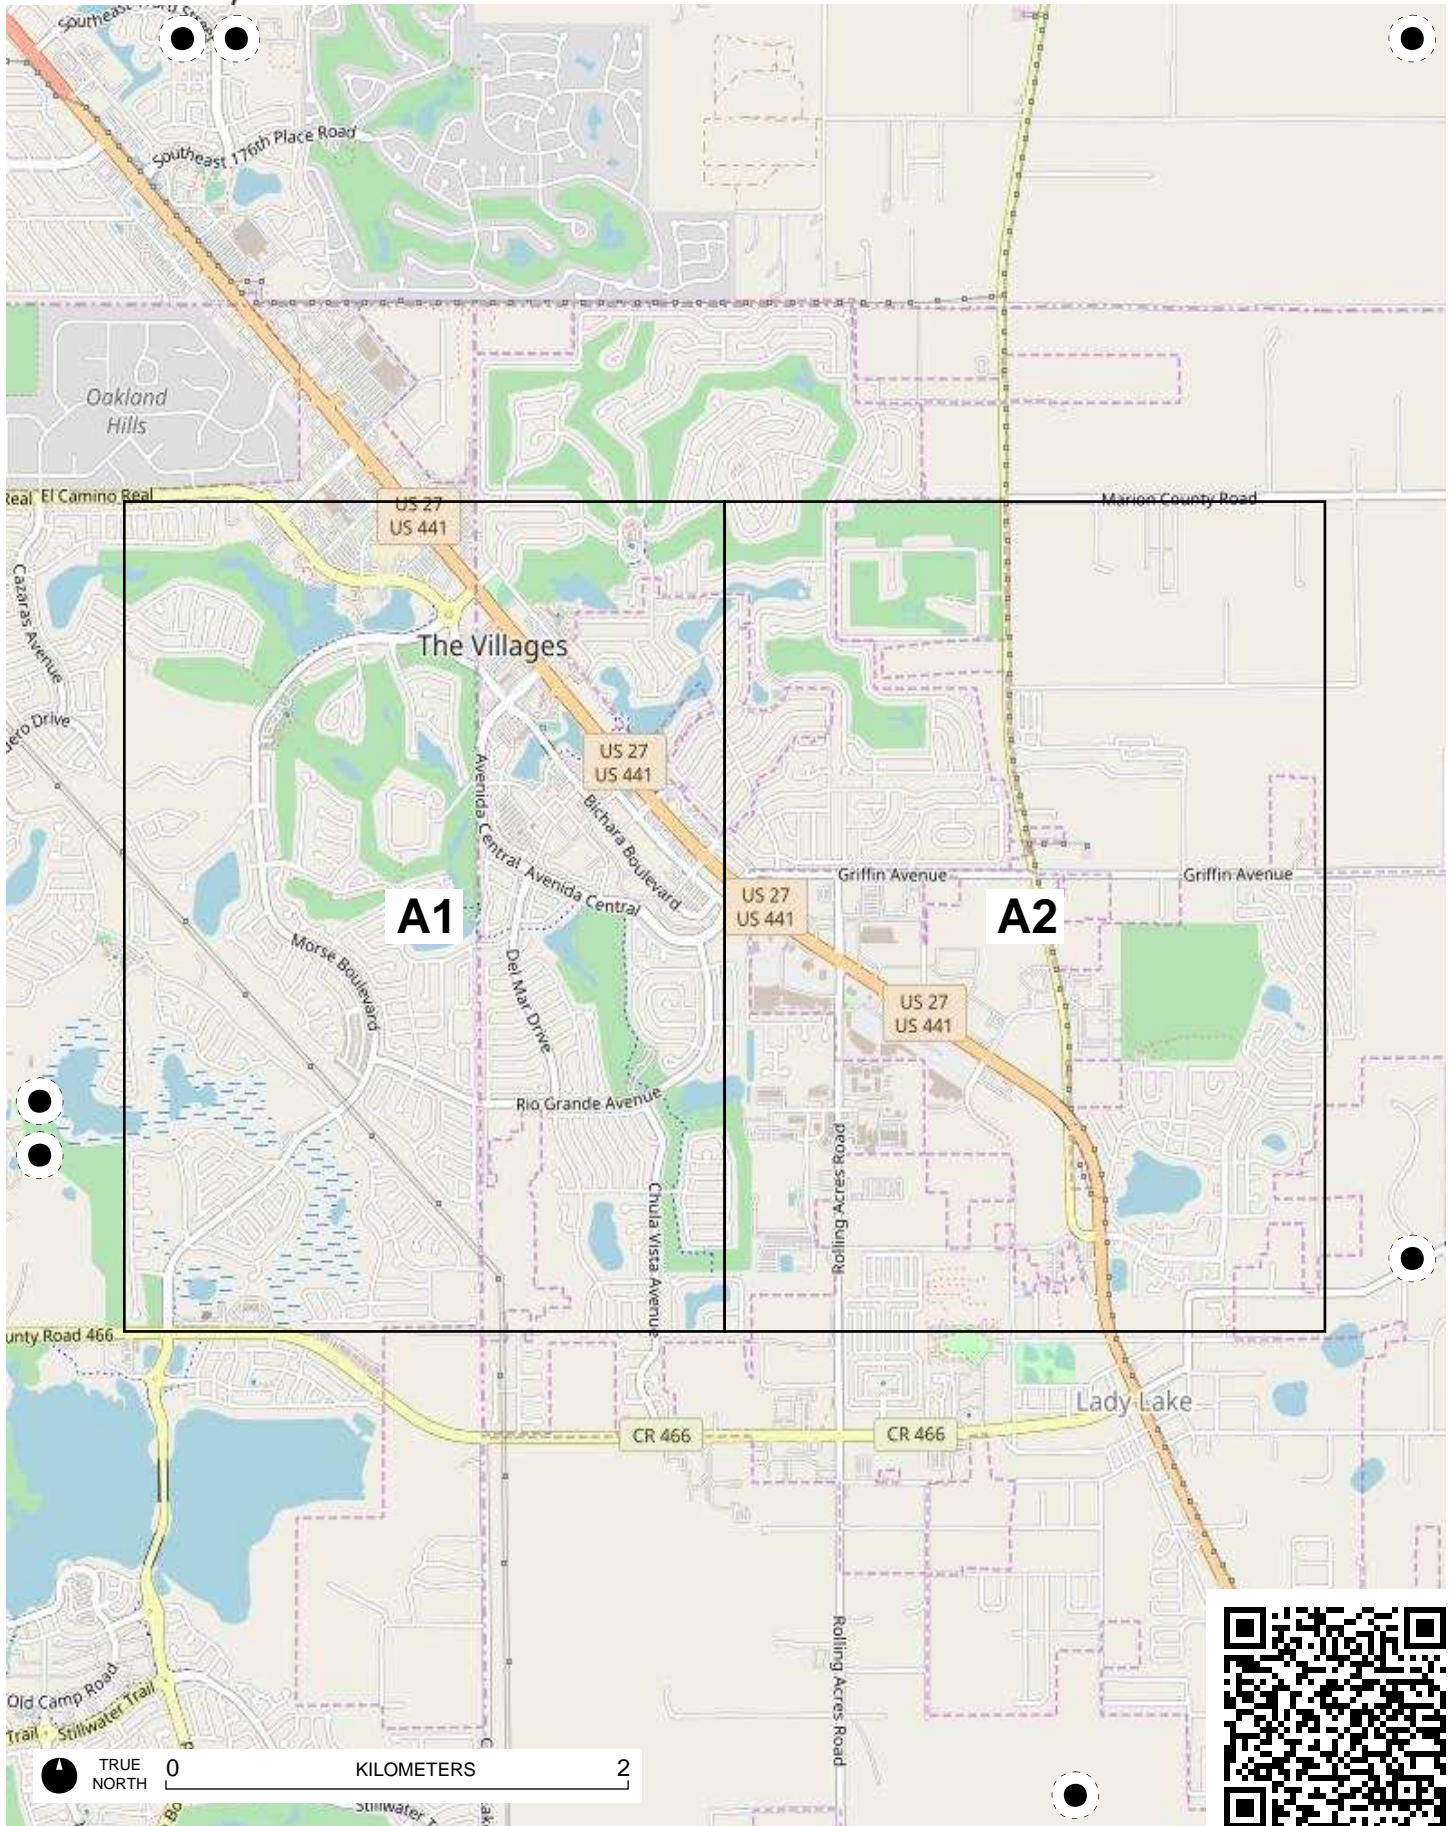 Southeast 176th Place Road
Oakland
Hills
Real
El Camino Real
US 27
US 441
Marion County Road
Cazaras Avenue
The Villages
US 27
US 441
Avenida Central
Bichara Boulevard
Avenida Central
Griffin Avenue
Griffin Avenue
US 27
US 441
A1
A2
Morse Boulevard
Del Mar Drive
US 27
US 441
Rio Grande Avenue
Rolling Acres Road
Chula Vista Avenue
unty Road 466
Lady Lake
CR 466
CR 466
Rolling Acres Road
Old Camp Road
Trail
Stillwater Trail
TRUE
NORTH
0
KILOMETERS
2